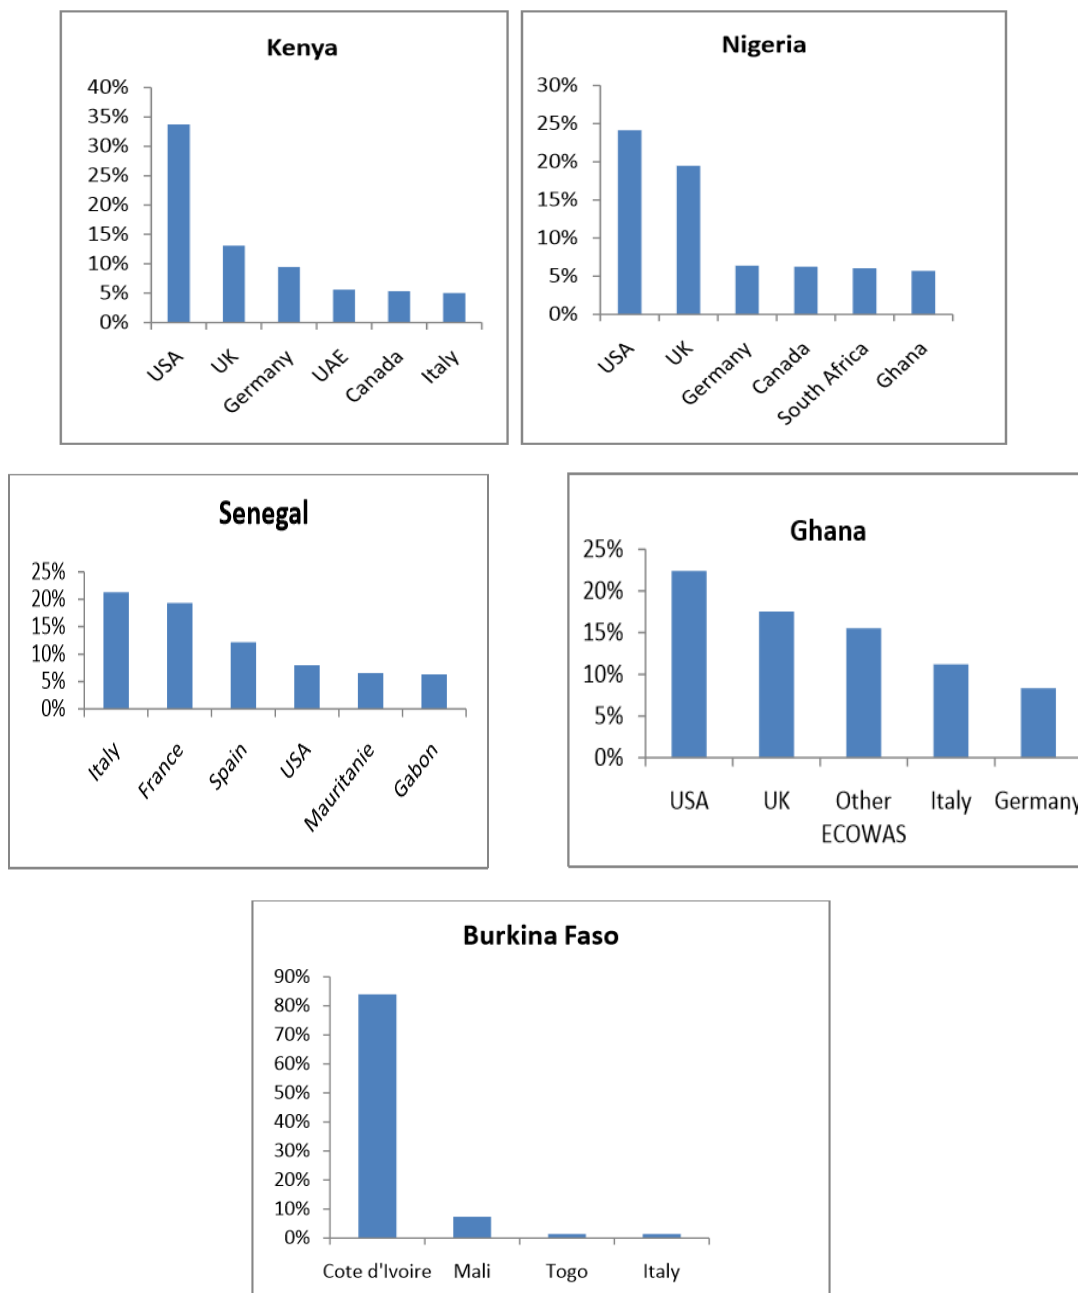 Kenya
40%
35%
30%
25%
20%
15%
10%
5%
0%
USA
UK
Germany
UAE
Canada
Italy
Nigeria
30%
25%
20%
15%
10%
5%
0%
USA
UK
Germany
Canada
South Africa
Ghana
Senegal
25%
20%
15%
10%
5%
0%
Italy
France
Spain
USA
Mauritanie
Gabon
Ghana
25%
20%
15%
10%
5%
0%
USA
UK
Other
ECOWAS
Italy
Germany
Burkina Faso
90%
80%
70%
60%
50%
40%
30%
20%
10%
0%
Cote d'Ivoire
Mali
Togo
Italy